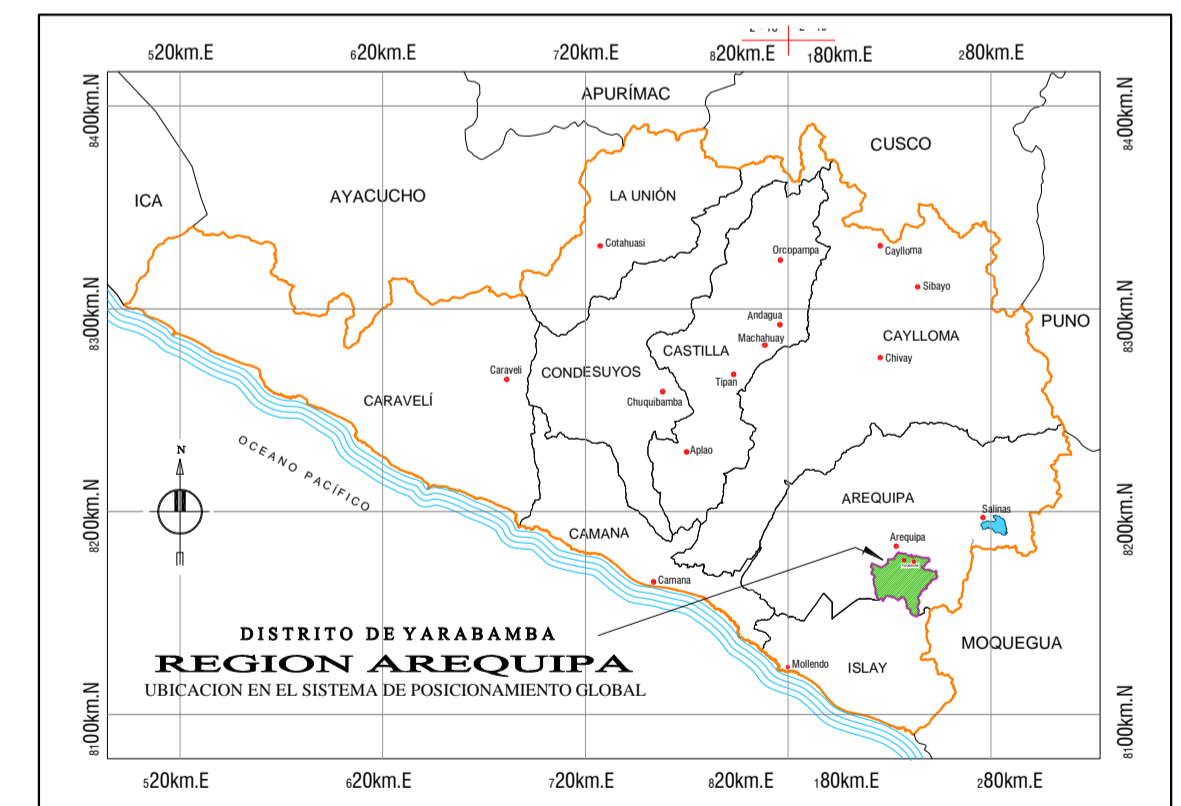 520km.E 620km.E 720km.E 820km.E 180km.E 280km.E
8400km.N
8400km.N
APURÍMAC
CUSCO
ICA
AYACUCHO
LA UNIÓN
Cotahuasi
Orcopampa
Caylloma
Sibayo
8300km.N
8300km.N
PUNO
Andagua
Machahuay
CAYLLOMA
CASTILLA
Chivay
Caraveli
CONDESUYOS
Tipan
CARAVELÍ
Chuquibamba
OCEANO PACÍFICO
Aplao
N
AREQUIPA
Salinas
8200km.N
8200km.N
CAMANA
Arequipa
Camana
DISTRITO DE YARABAMBA
REGION AREQUIPA
UBICACION EN EL SISTEMA DE POSICIONAMIENTO GLOBAL
MOQUEGUA
Mollendo
ISLAY
8100km.N
8100km.N
520km.E 620km.E 720km.E 820km.E 180km.E 280km.E